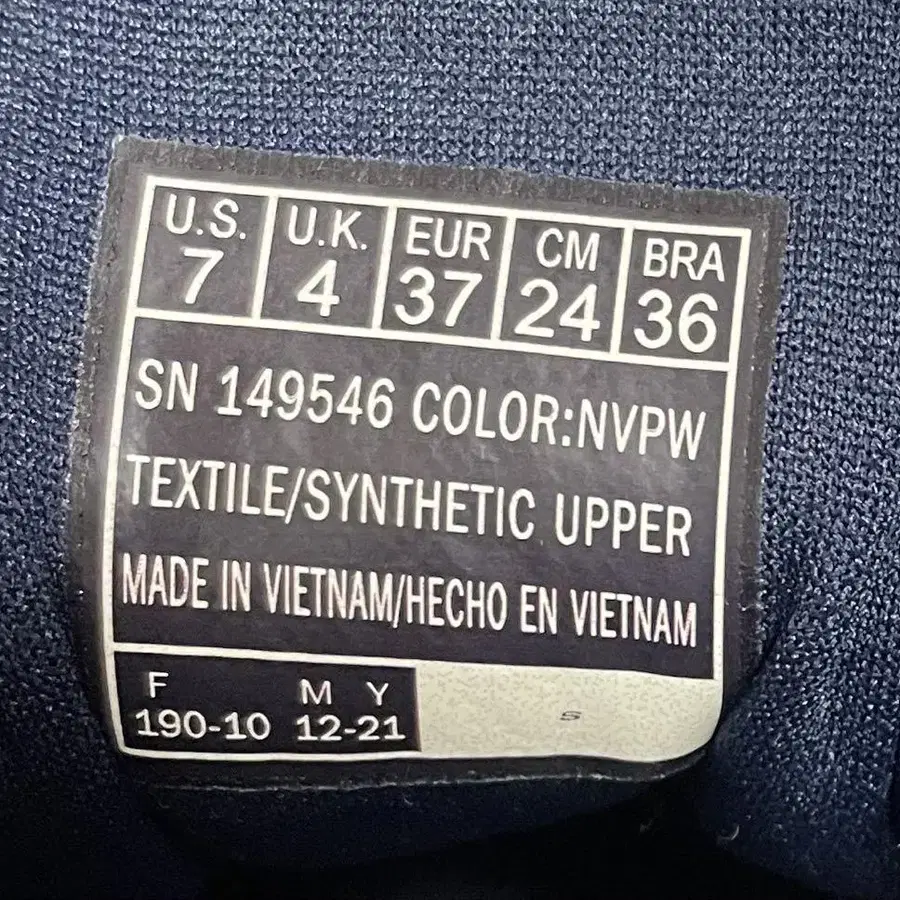 U.S. U.K. EUR CM BRA
7 4 37 24 36
SN 149546 COLOR:NVPW
TEXTILE/SYNTHETIC UPPER
MADE IN VIETNAM/HECHO EN VIETNAM
F M Y
190-10 12-21
S